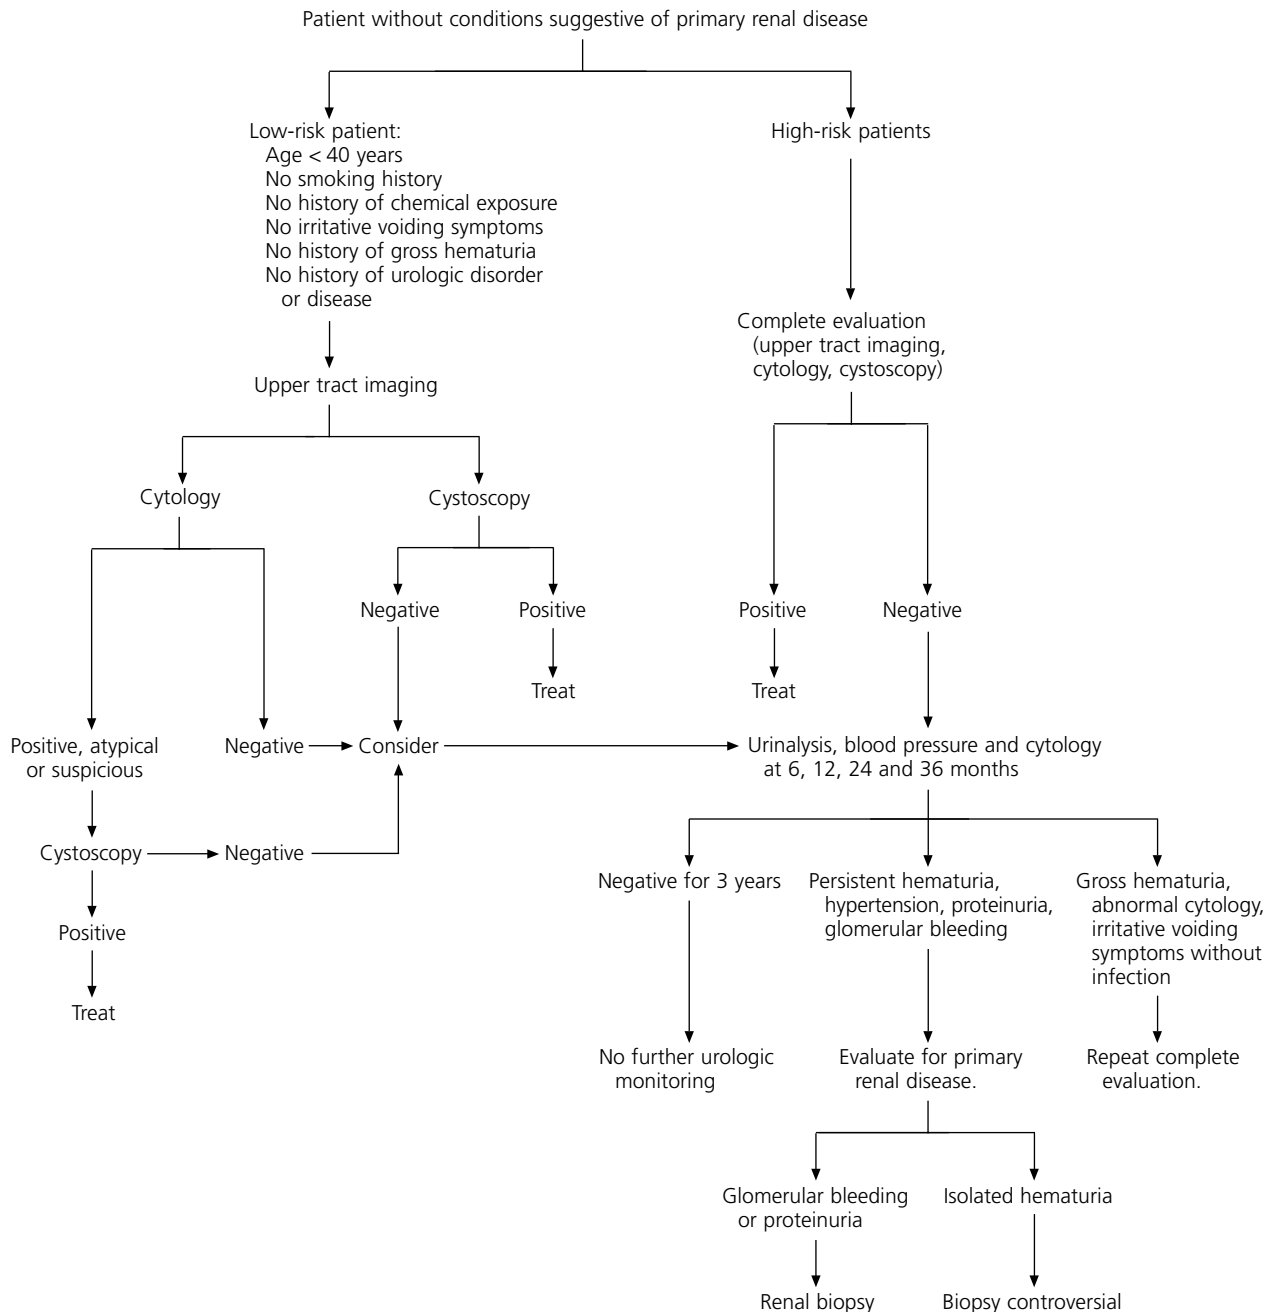 Patient without conditions suggestive of primary renal disease
Low-risk patient:
Age < 40 years
No smoking history
No history of chemical exposure
No irritative voiding symptoms
No history of gross hematuria
No history of urologic disorder
or disease
High-risk patients
Complete evaluation
(upper tract imaging,
cytology, cystoscopy)
Upper tract imaging
Cytology
Cystoscopy
Negative
Positive
Positive
Negative
Treat
Treat
Positive, atypical
or suspicious
Negative
Consider
Urinalysis, blood pressure and cytology
at 6, 12, 24 and 36 months
Cystoscopy
Negative
Positive
Treat
Negative for 3 years
Persistent hematuria,
hypertension, proteinuria,
glomerular bleeding
Gross hematuria,
abnormal cytology,
irritative voiding
symptoms without
infection
No further urologic
monitoring
Evaluate for primary
renal disease.
Repeat complete
evaluation.
Glomerular bleeding
or proteinuria
Isolated hematuria
Renal biopsy
Biopsy controversial